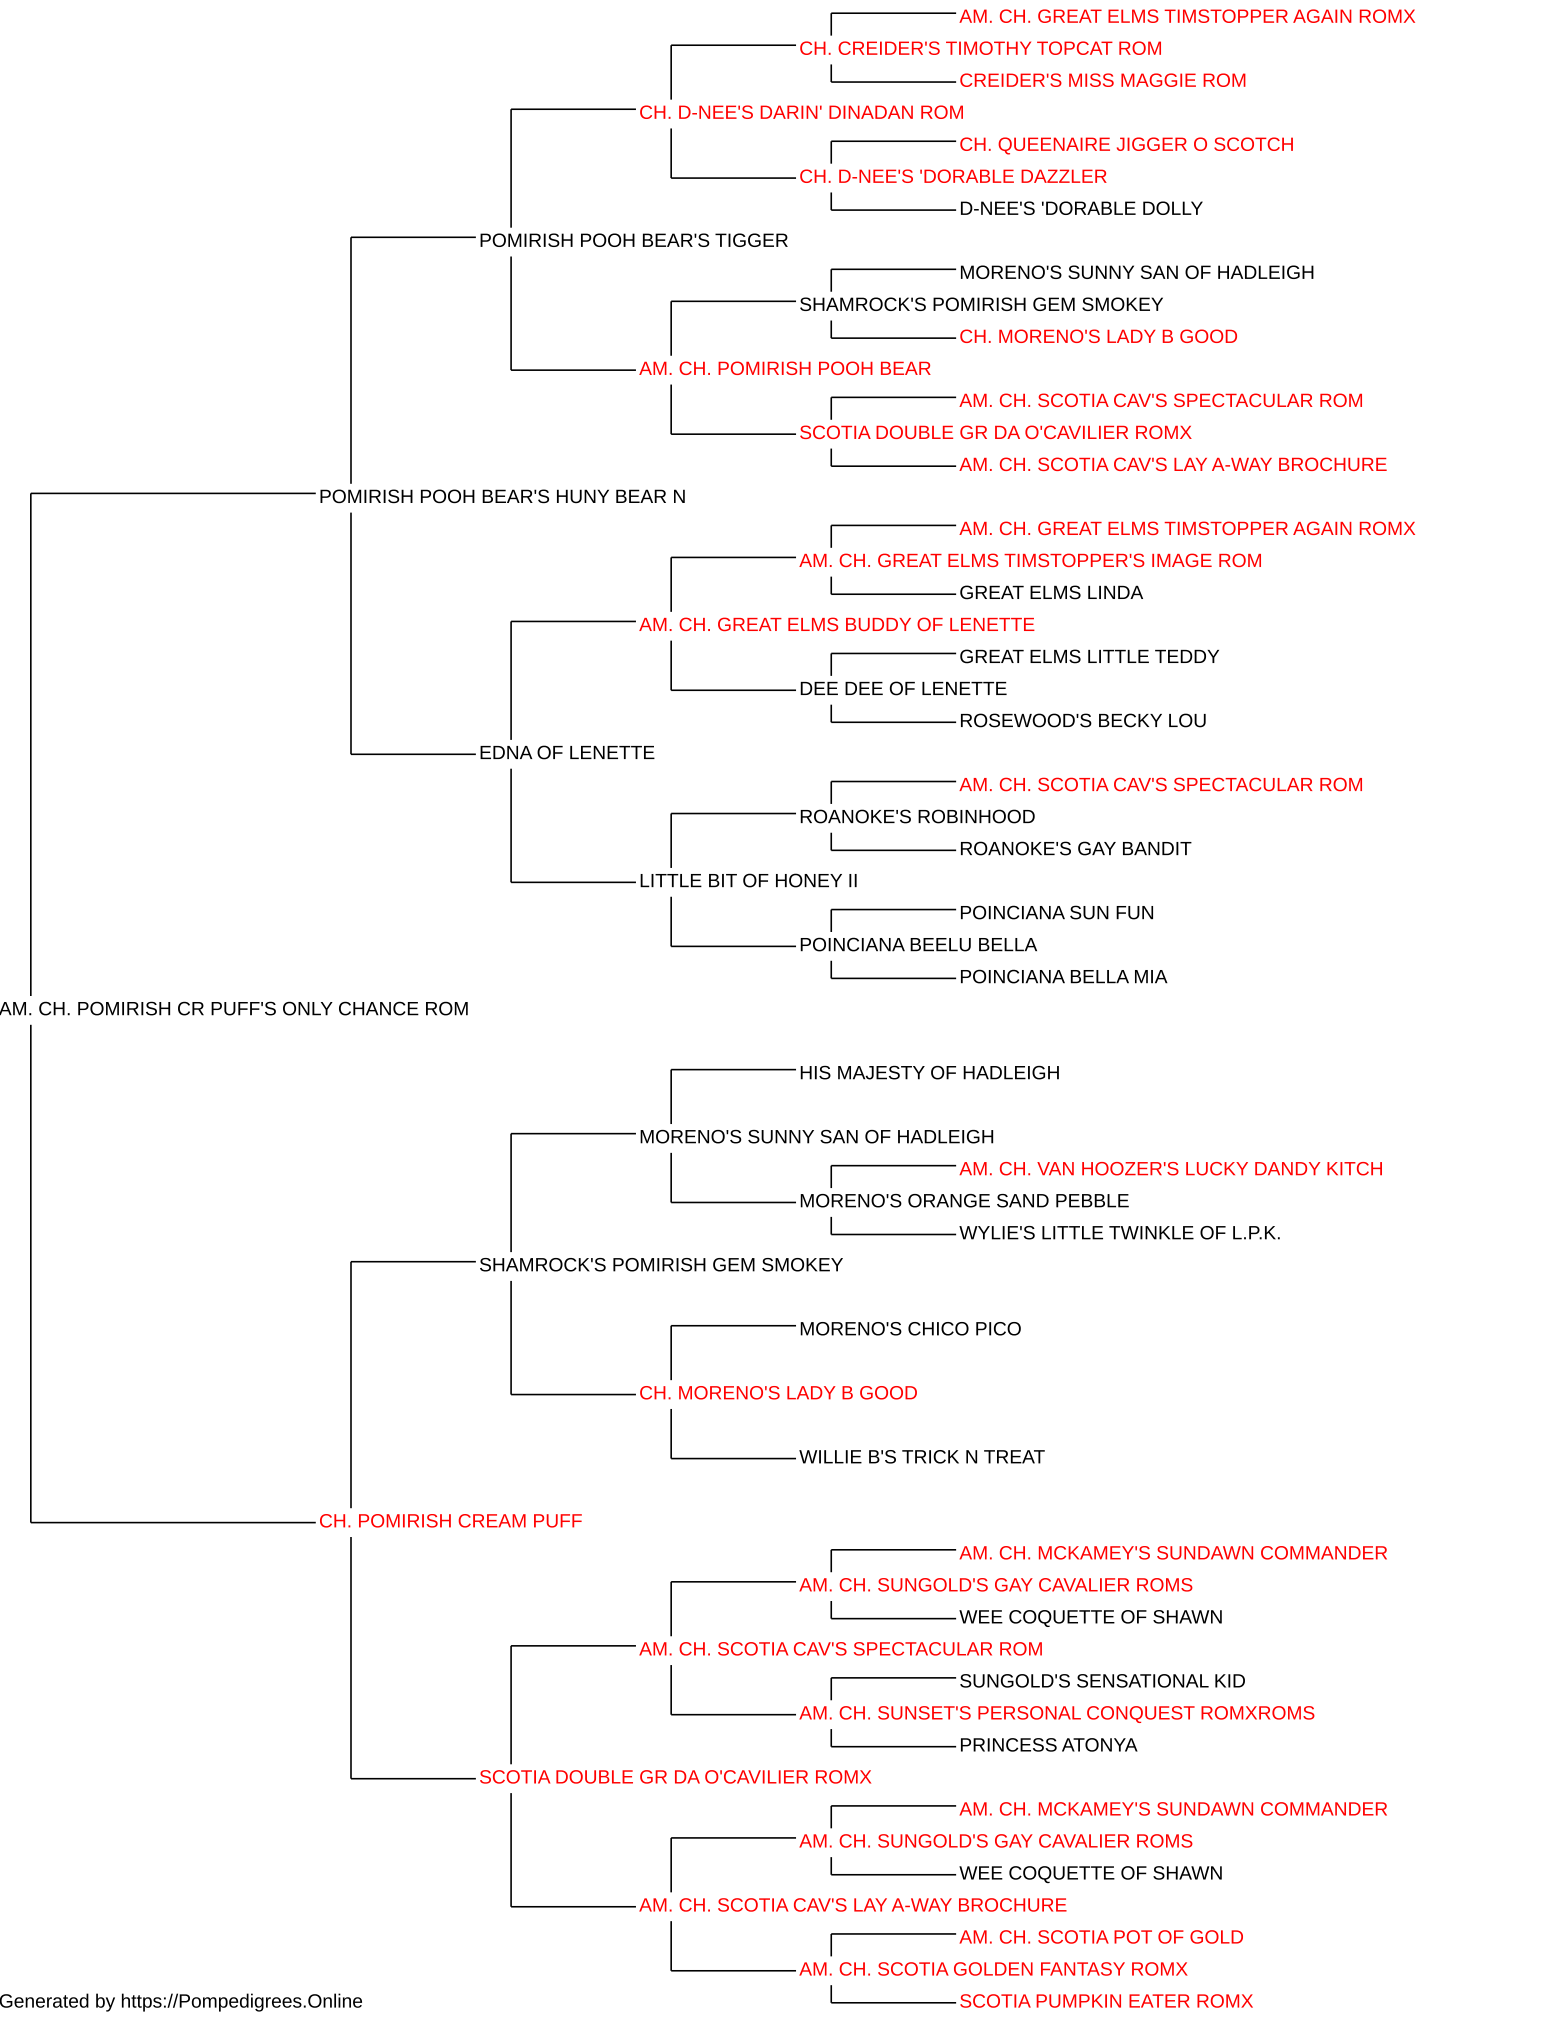 AM. CH. GREAT ELMS TIMSTOPPER AGAIN ROMX
CH. CREIDER'S TIMOTHY TOPCAT ROM
CREIDER'S MISS MAGGIE ROM
CH. D-NEE'S DARIN' DINADAN ROM
CH. QUEENAIRE JIGGER O SCOTCH
CH. D-NEE'S 'DORABLE DAZZLER
D-NEE'S 'DORABLE DOLLY
POMIRISH POOH BEAR'S TIGGER
MORENO'S SUNNY SAN OF HADLEIGH
SHAMROCK'S POMIRISH GEM SMOKEY
CH. MORENO'S LADY B GOOD
AM. CH. POMIRISH POOH BEAR
AM. CH. SCOTIA CAV'S SPECTACULAR ROM
SCOTIA DOUBLE GR DA O'CAVILIER ROMX
AM. CH. SCOTIA CAV'S LAY A-WAY BROCHURE
POMIRISH POOH BEAR'S HUNY BEAR N
AM. CH. GREAT ELMS TIMSTOPPER AGAIN ROMX
AM. CH. GREAT ELMS TIMSTOPPER'S IMAGE ROM
GREAT ELMS LINDA
AM. CH. GREAT ELMS BUDDY OF LENETTE
GREAT ELMS LITTLE TEDDY
DEE DEE OF LENETTE
ROSEWOOD'S BECKY LOU
EDNA OF LENETTE
AM. CH. SCOTIA CAV'S SPECTACULAR ROM
ROANOKE'S ROBINHOOD
ROANOKE'S GAY BANDIT
LITTLE BIT OF HONEY II
POINCIANA SUN FUN
POINCIANA BEELU BELLA
POINCIANA BELLA MIA
AM. CH. POMIRISH CR PUFF'S ONLY CHANCE ROM
HIS MAJESTY OF HADLEIGH
MORENO'S SUNNY SAN OF HADLEIGH
AM. CH. VAN HOOZER'S LUCKY DANDY KITCH
MORENO'S ORANGE SAND PEBBLE
WYLIE'S LITTLE TWINKLE OF L.P.K.
SHAMROCK'S POMIRISH GEM SMOKEY
MORENO'S CHICO PICO
CH. MORENO'S LADY B GOOD
WILLIE B'S TRICK N TREAT
CH. POMIRISH CREAM PUFF
AM. CH. MCKAMEY'S SUNDAWN COMMANDER
AM. CH. SUNGOLD'S GAY CAVALIER ROMS
WEE COQUETTE OF SHAWN
AM. CH. SCOTIA CAV'S SPECTACULAR ROM
SUNGOLD'S SENSATIONAL KID
AM. CH. SUNSET'S PERSONAL CONQUEST ROMXROMS
PRINCESS ATONYA
SCOTIA DOUBLE GR DA O'CAVILIER ROMX
AM. CH. MCKAMEY'S SUNDAWN COMMANDER
AM. CH. SUNGOLD'S GAY CAVALIER ROMS
WEE COQUETTE OF SHAWN
AM. CH. SCOTIA CAV'S LAY A-WAY BROCHURE
AM. CH. SCOTIA POT OF GOLD
AM. CH. SCOTIA GOLDEN FANTASY ROMX
SCOTIA PUMPKIN EATER ROMX
Generated by https://Pompedigrees.Online